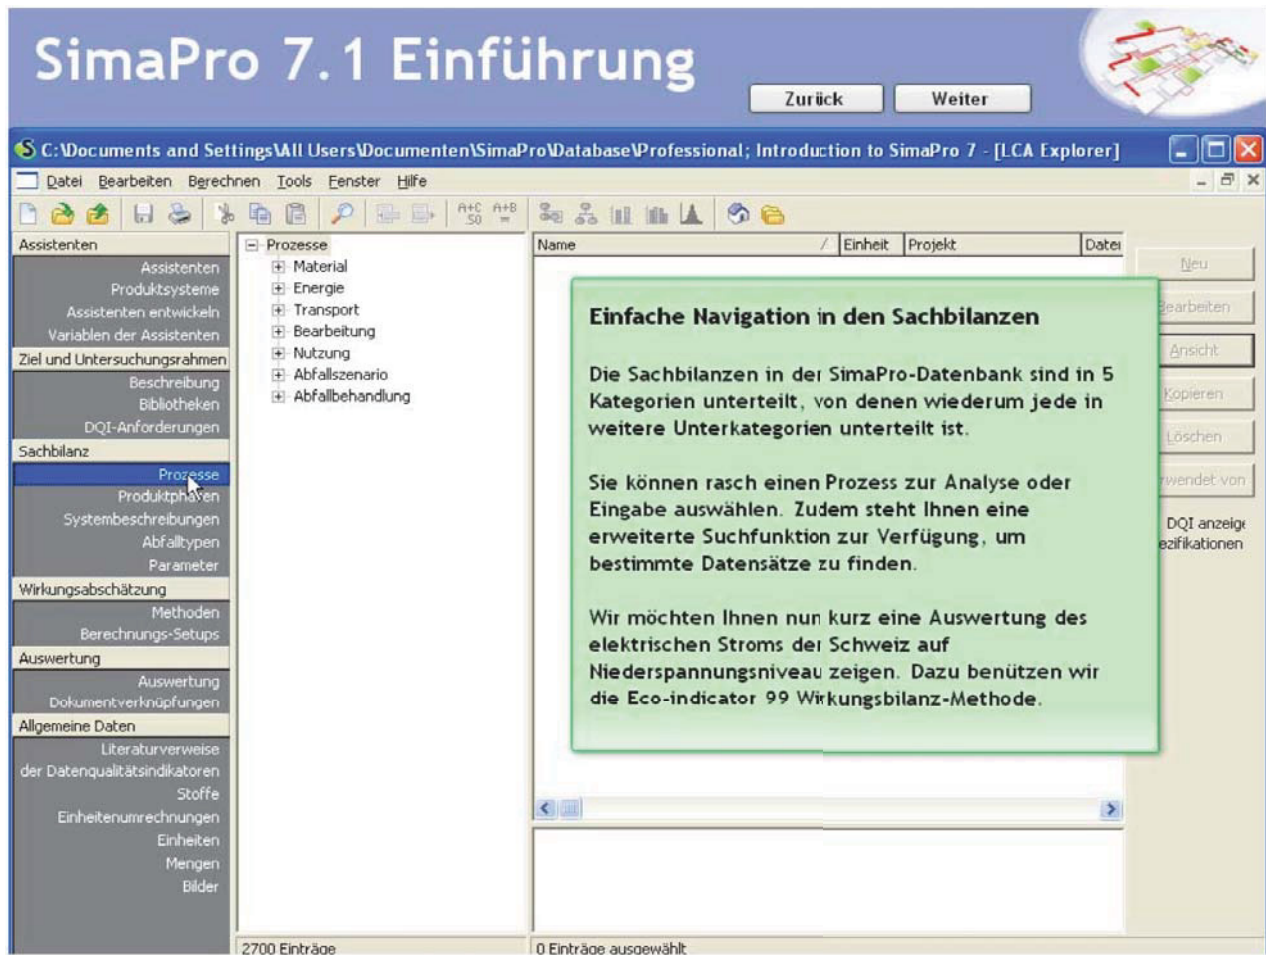 SimaPro 7.1 Einführung
Zurück
Weiter
C:\Documents and Settings\All Users\Documenten\SimaPro\Database\Professional; Introduction to SimaPro 7 - [LCA Explorer]
Datei Bearbeiten Berechnen Tools Fenster Hilfe
A+C
50
A+B
=
Assistenten
Assistenten
Produktsysteme
Assistenten entwickeln
Variablen der Assistenten
Ziel und Untersuchungsrahmen
Beschreibung
Bibliotheken
DQI-Anforderungen
Sachbilanz
Prozesse
Systembeschreibungen
Abfalltypen
Parameter
Wirkungsabschätzung
Methoden
Berechnungs-Setups
Auswertung
Auswertung
Dokumentverknüpfungen
Allgemeine Daten
Literaturverweise
der Datenqualitätsindikatoren
Stoffe
Einheitenumrechnungen
Einheiten
Mengen
Bilder
Prozesse
Material
Energie
Transport
Bearbeitung
Nutzung
Abfallszenario
Abfallbehandlung
2700 Einträge
Name / Einheit Projekt Datei
Einfache Navigation in den Sachbilanzen
Die Sachbilanzen in der SimaPro-Datenbank sind in 5
Kategorien unterteilt, von denen wiederum jede in
weitere Unterkategorien unterteilt ist.
Sie können rasch einen Prozess zur Analyse oder
Eingabe auswählen. Zudem steht Ihnen eine
erweiterte Suchfunktion zur Verfügung, um
bestimmte Datensätze zu finden.
Wir möchten Ihnen nun kurz eine Auswertung des
elektrischen Stroms der Schweiz auf
Niederspannungsniveau zeigen. Dazu benützen wir
die Eco-indicator 99 Wirkungsbilanz-Methode.
0 Einträge ausgewählt
Neu
Bearbeiten
Ansicht
Kopieren
Löschen
rwendet von
DQI anzeige
ezifikationen